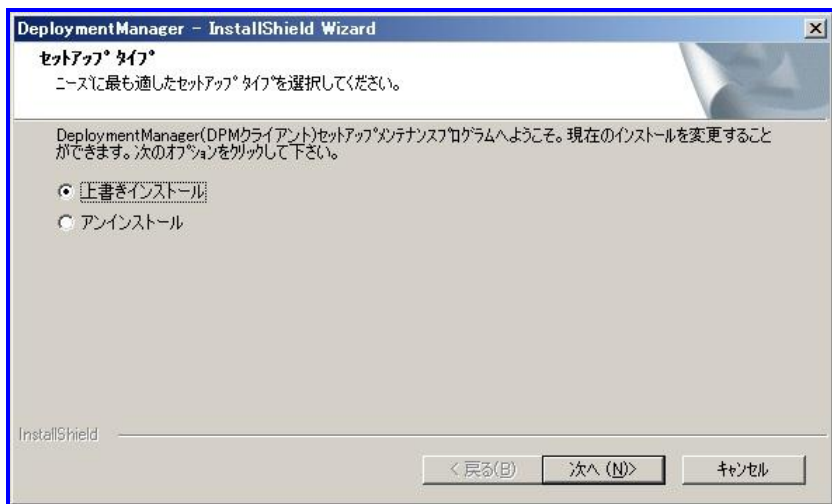 DeploymentManager - InstallShield Wizard
セットアップ タイプ
ニーズに最も適したセットアップ タイプを選択してください。
DeploymentManager(DPMクライアント)セットアップメンテナンスプログラムへようこそ。現在のインストールを変更すること
ができます。次のオプションをクリックして下さい。
上書きインストール
アンインストール
InstallShield
< 戻る(B)
次へ (N)>
キャンセル